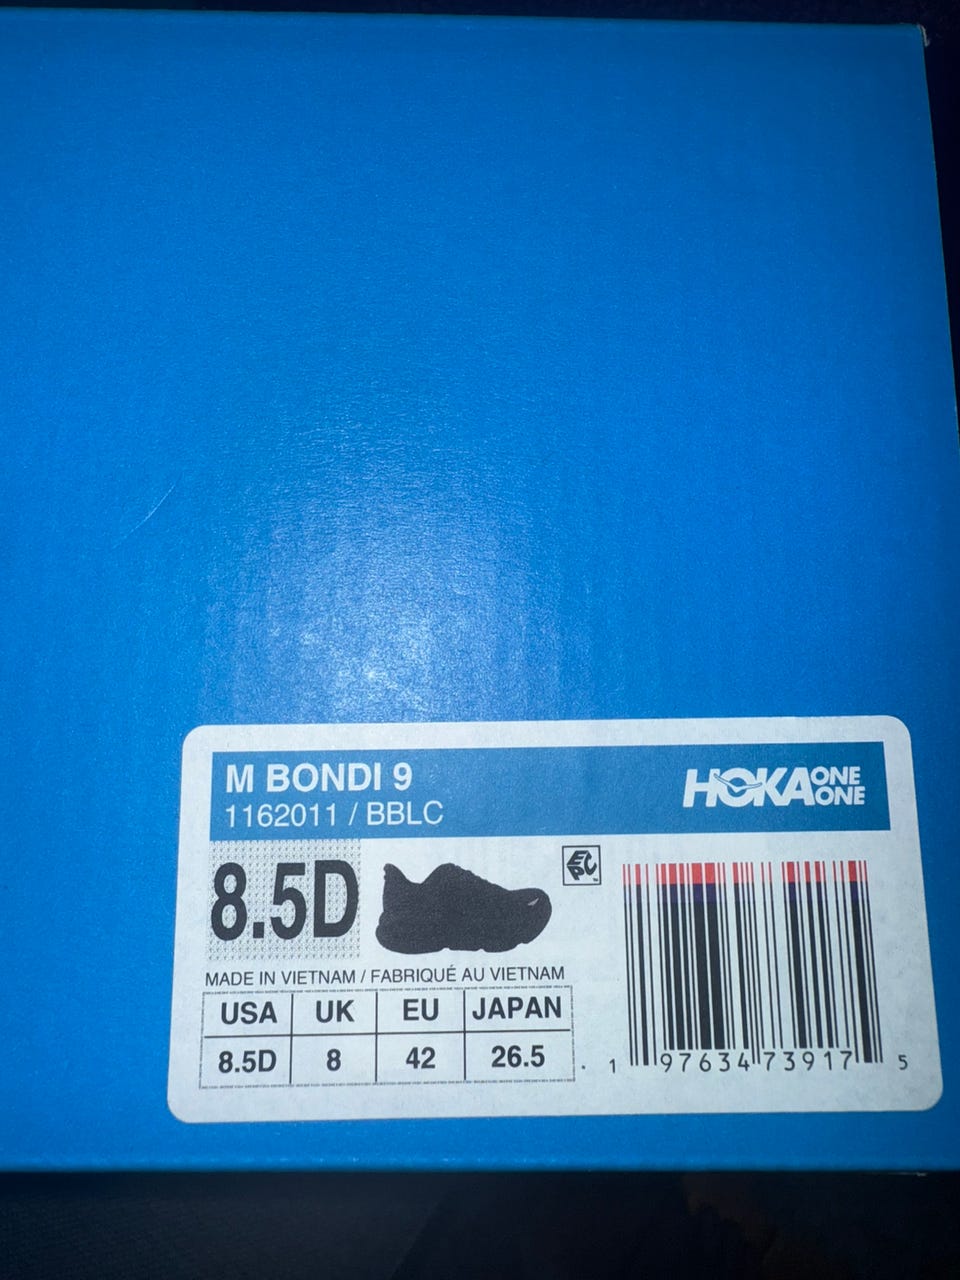 M BONDI 9
1162011 / BBLC
HOKA ONE ONE
8.5D
EPC™
MADE IN VIETNAM / FABRIQUÉ AU VIETNAM
USA UK EU JAPAN
8.5D 8 42 26.5
1 97634 73917 5